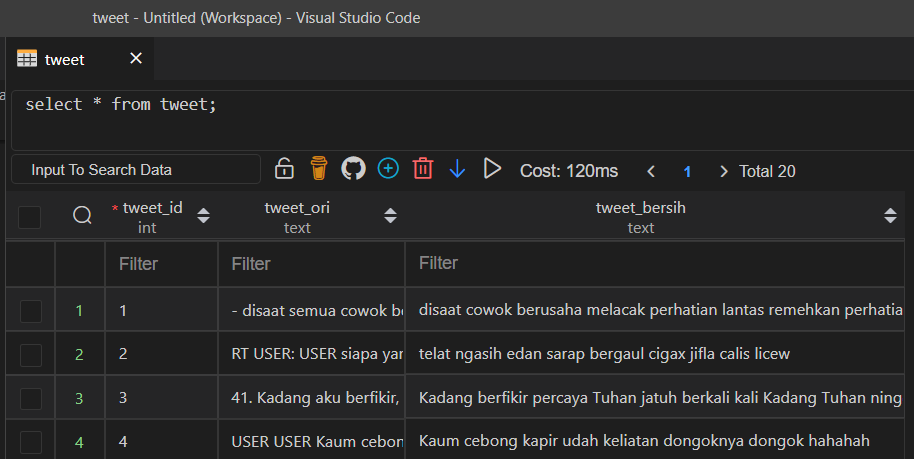 tweet - Untitled (Workspace) - Visual Studio Code
tweet
select * from tweet;
Input To Search Data Cost: 120ms 1 Total 20
* tweet_id tweet_ori tweet_bersih
int text text
Filter Filter Filter
1 1 - disaat semua cowok disaat cowok berusaha melacak perhatian lantas remehkan
2 2 RT USER: USER siapa telat ngasih edan sarap bergaul cigax jifla calis licew
3 3 41. Kadang aku berfikir, Kadang berfikir percaya Tuhan jatuh berkali kali Kadang Tuhan
4 4 USER USER Kaum Kaum cebong kapir udah keliatan dongoknya dongok hahahah